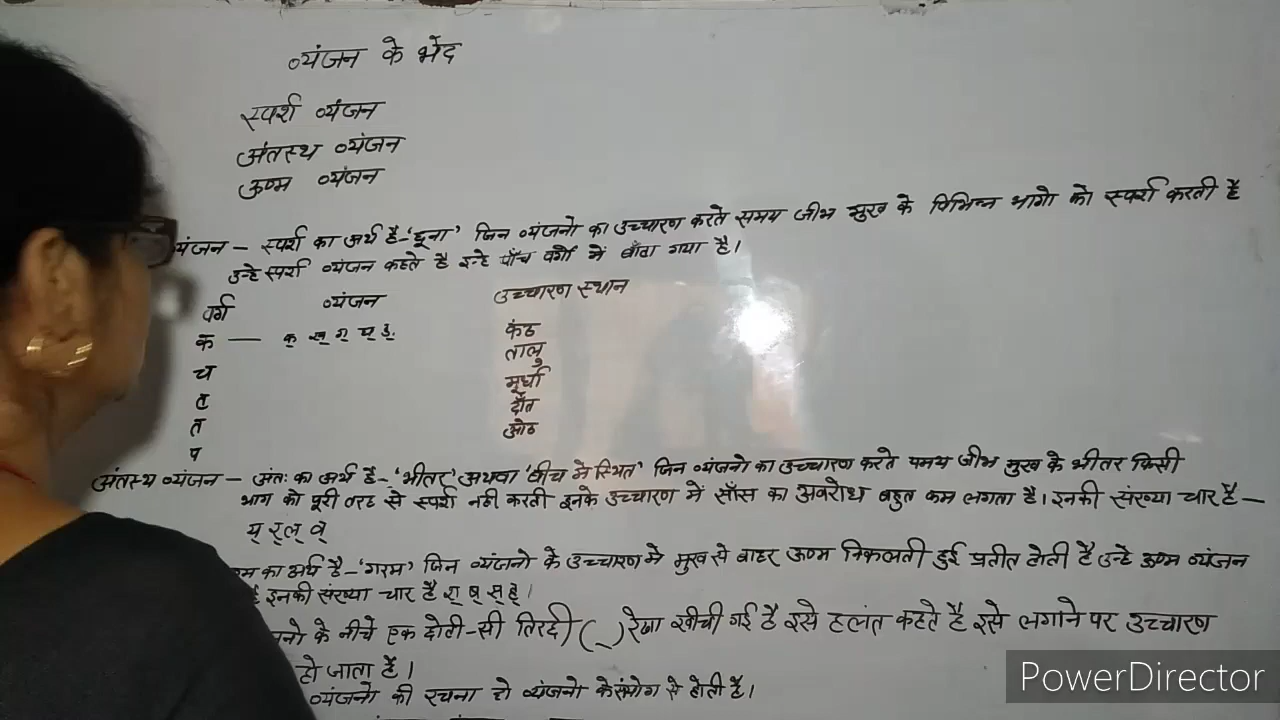 व्यंजन के भेद
स्पर्श व्यंजन
अंतस्थ व्यंजन
ऊष्म व्यंजन
यंजन – स्पर्श का अर्थ है-'छूना' जिन व्यंजनो का उच्चारण करते समय जीभ मुख के विभिन्न भागो को स्पर्श करती है
उन्हे स्पर्श व्यंजन कहते है इन्हे पाँच वर्गों में बाँटा गया है।
वर्ग व्यंजन उच्चारण स्थान
क — क् ख् ग् घ् ङ् कंठ
च तालु
ट मूर्धा
त दाँत
प ओठ
अंतस्थ व्यंजन – अंतः का अर्थ है-'भीतर' अथवा 'बीच मे स्थित' जिन व्यंजनो का उच्चारण करते समय जीभ मुख के भीतर किसी
भाग को पूरी तरह से स्पर्श नही करती इनके उच्चारण में साँस का अवरोध बहुत कम लगता है। इनकी संख्या चार है –
य् र् ल् व्
का अर्थ है-'गरम' जिन व्यंजनो के उच्चारण मे मुख से बाहर ऊष्म निकलती हुई प्रतीत होती है उन्हे ऊष्म व्यंजन
इनकी संख्या चार है श् ष् स् ह्।
के नीचे एक छोटी-सी तिरछी (_) रेखा खीची गई है इसे हलंत कहते है इसे लगाने पर उच्चारण
हो जाता है।
व्यंजनो की रचना दो व्यंजनो के संयोग से होती है।
PowerDirector